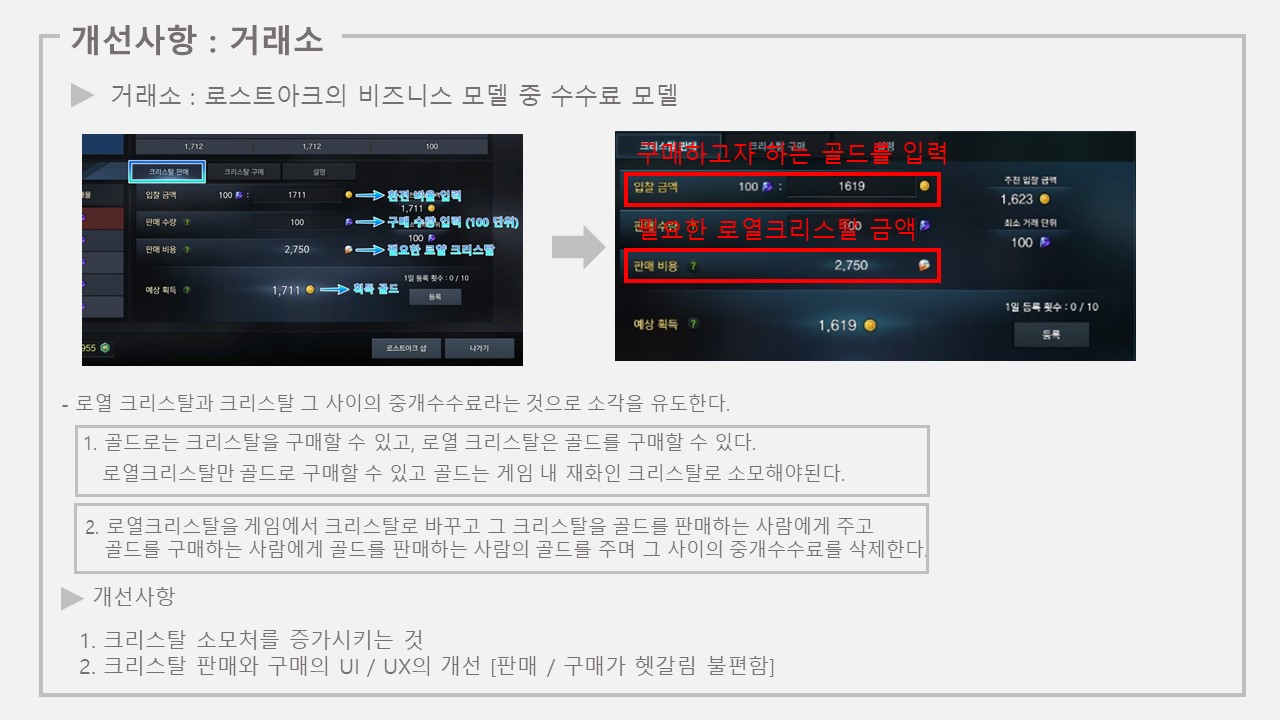 개선사항 : 거래소
거래소 : 로스트아크의 비즈니스 모델 중 수수료 모델
1,712 1,712 100
크리스탈 판매 크리스탈 구매 설명
입찰 금액 100 : 1711 환전 비율 입력
1,711
판매 수량 ? 100 구매 수량 입력 (100 단위)
100
판매 비용 ? 2,750 필요한 로열 크리스탈
1일 등록 횟수 : 0 / 10
예상 획득 ? 1,711 획득 골드
등록
955
로스트아크 샵 나가기
크리스탈 판매 크리스탈 구매 설명
구매하고자 하는 골드를 입력
입찰 금액 100 : 1619
추천 입찰 금액
1,623
판매 수량 100
필요한 로열크리스탈 금액
최소 거래 단위
100
판매 비용 ? 2,750
1일 등록 횟수 : 0 / 10
예상 획득 ? 1,619
등록
- 로열 크리스탈과 크리스탈 그 사이의 중개수수료라는 것으로 소각을 유도한다.
1. 골드로는 크리스탈을 구매할 수 있고, 로열 크리스탈은 골드를 구매할 수 있다.
로열크리스탈만 골드로 구매할 수 있고 골드는 게임 내 재화인 크리스탈로 소모해야된다.
2. 로열크리스탈을 게임에서 크리스탈로 바꾸고 그 크리스탈을 골드를 판매하는 사람에게 주고
골드를 구매하는 사람에게 골드를 판매하는 사람의 골드를 주며 그 사이의 중개수수료를 삭제한다.
개선사항
1. 크리스탈 소모처를 증가시키는 것
2. 크리스탈 판매와 구매의 UI / UX의 개선 [판매 / 구매가 헷갈림 불편함]